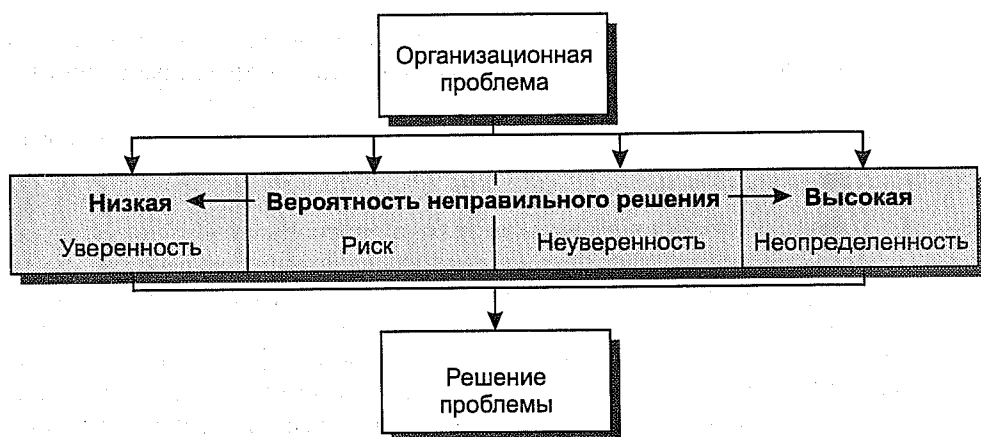 Организационная
проблема
Низкая Вероятность неправильного решения Высокая
Уверенность Риск Неуверенность Неопределенность
Решение
проблемы